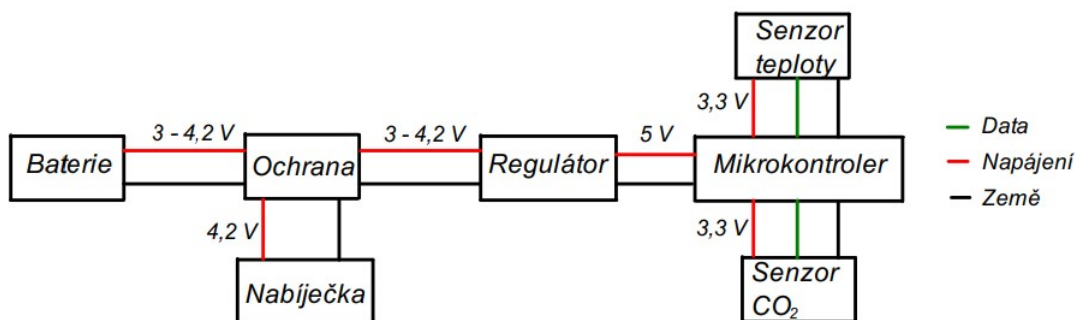 Senzor
teploty
3,3 V
3 - 4,2 V
3 - 4,2 V
5 V
Baterie
Ochrana
Regulátor
Mikrokontroler
4,2 V
3,3 V
Nabíječka
Senzor
CO₂
Data
Napájení
Země